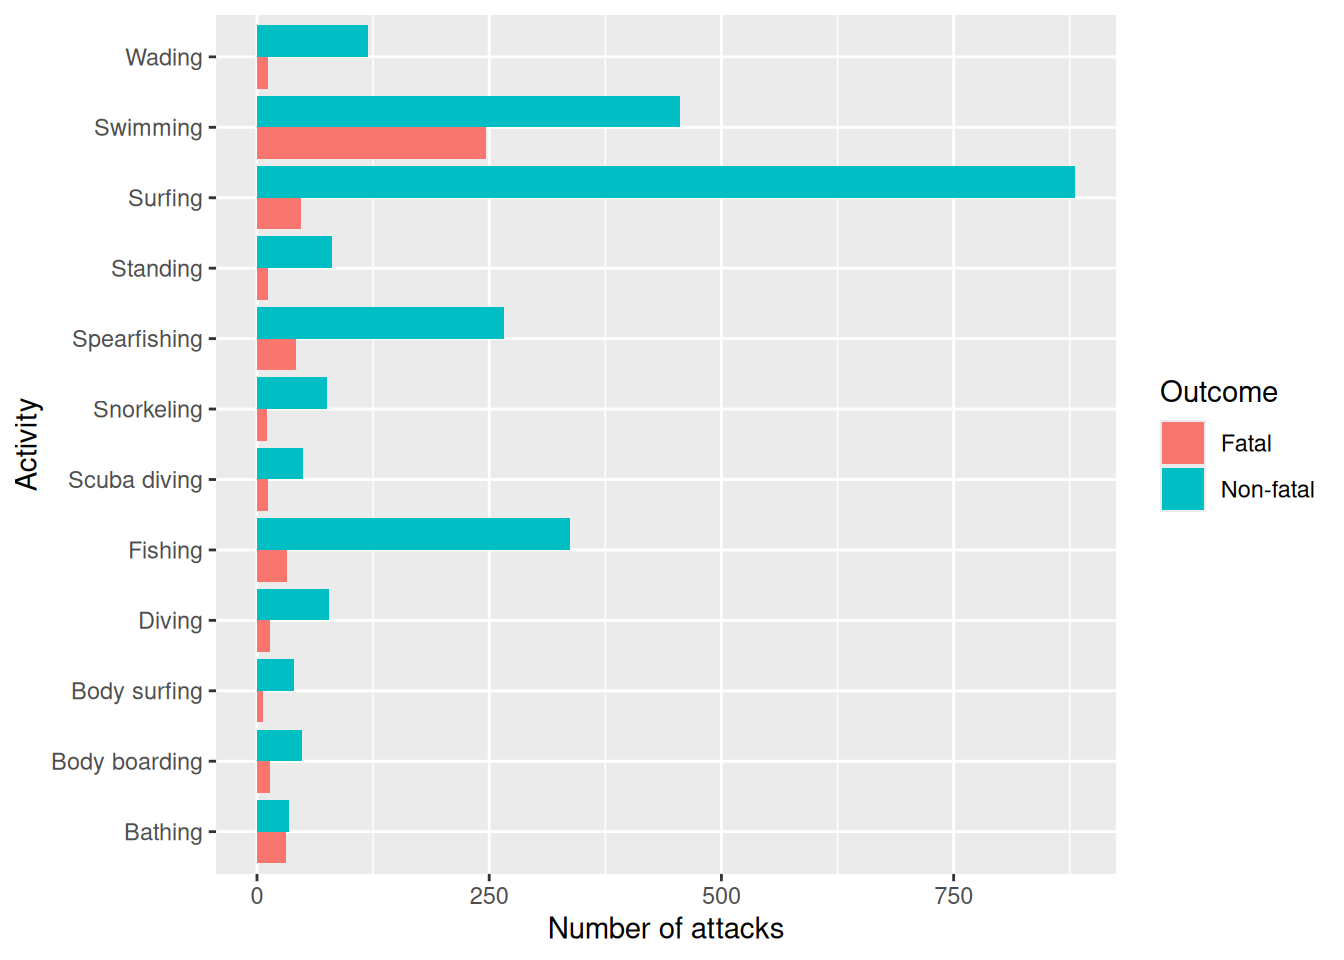 Wading
Swimming
Surfing
Standing
Spearfishing
Snorkeling
Scuba diving
Fishing
Diving
Body surfing
Body boarding
Bathing
Activity
0 250 500 750
Number of attacks
Outcome
Fatal
Non-fatal